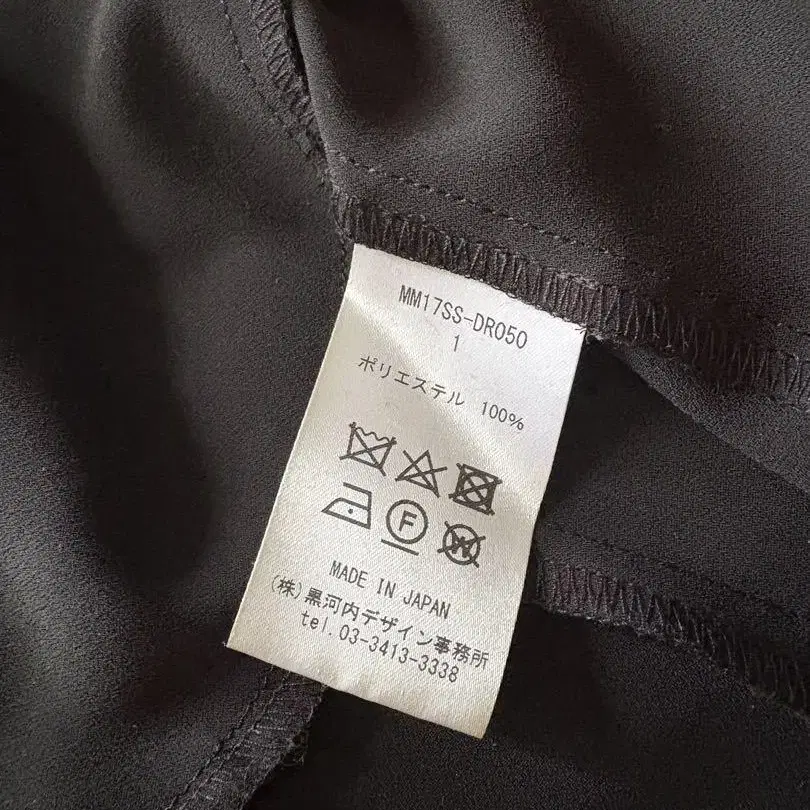 MM17SS-DR050
1
ポリエステル 100%
F
W
MADE IN JAPAN
(株)黒河内デザイン事務所
tel.03-3413-3338